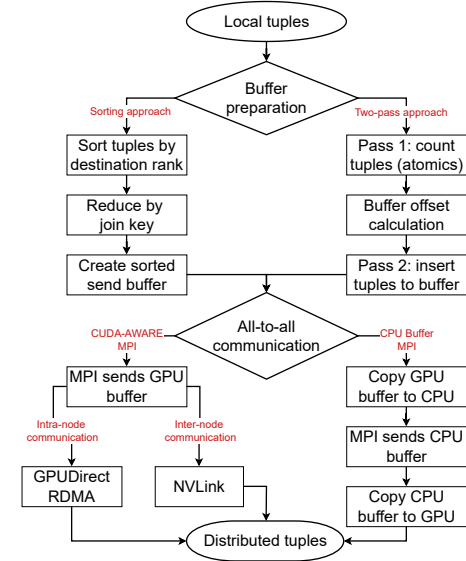 Local tuples
Buffer
preparation
Sorting approach
Two-pass approach
Sort tuples by
destination rank
Pass 1: count
tuples (atomics)
Reduce by
join key
Buffer offset
calculation
Create sorted
send buffer
Pass 2: insert
tuples to buffer
All-to-all
communication
CUDA-AWARE
MPI
CPU Buffer
MPI
MPI sends GPU
buffer
Copy GPU
buffer to CPU
Intra-node
communication
Inter-node
communication
MPI sends CPU
buffer
GPUDirect
RDMA
NVLink
Copy CPU
buffer to GPU
Distributed tuples